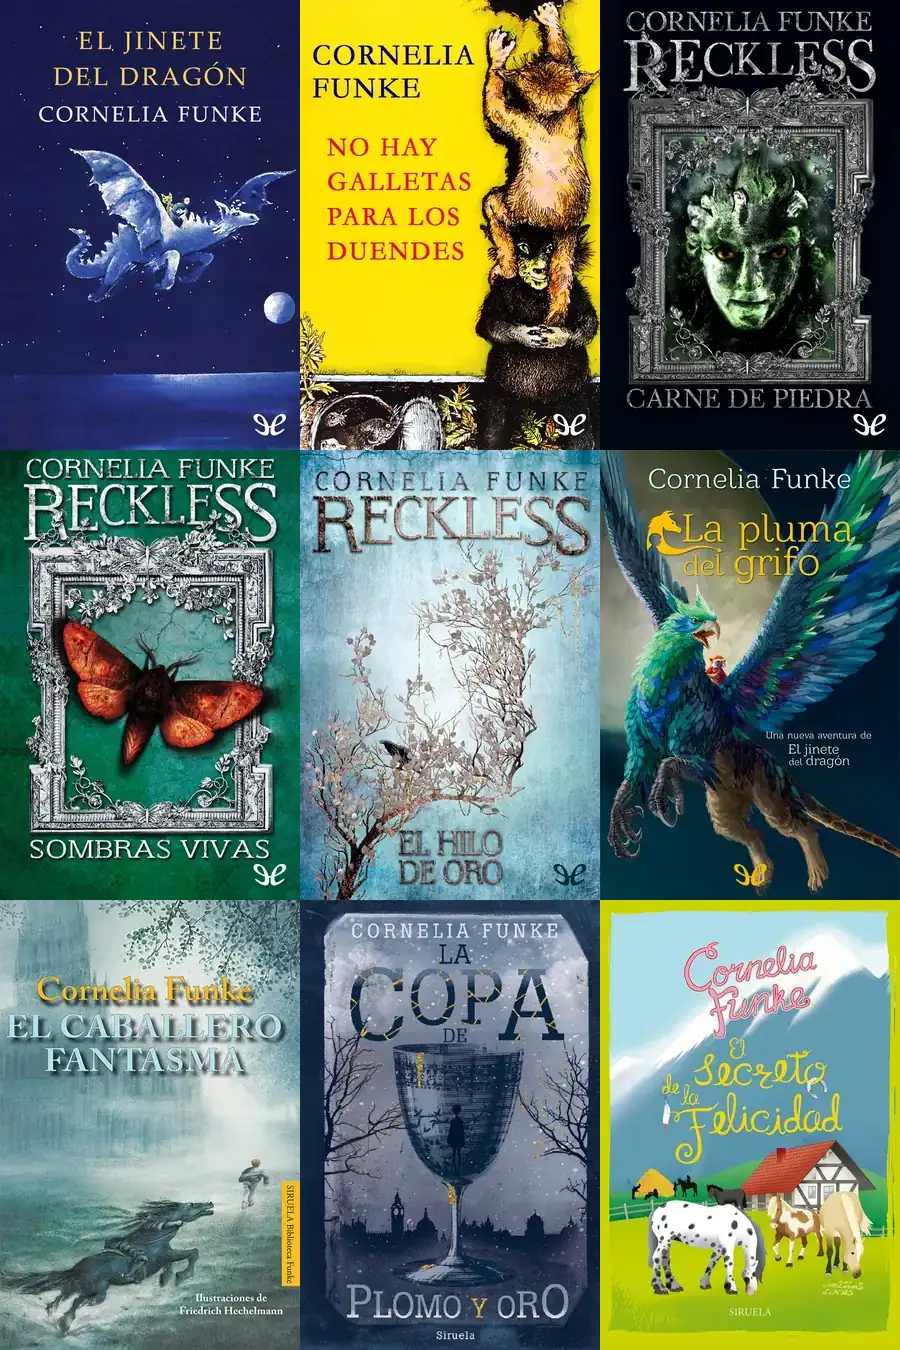 EL JINETE
DEL DRAGÓN
CORNELIA FUNKE
CORNELIA
FUNKE
NO HAY
GALLETAS
PARA LOS
DUENDES
CORNELIA FUNKE
RECKLESS
CARNE DE PIEDRA
CORNELIA FUNKE
RECKLESS
SOMBRAS VIVAS
CORNELIA FUNKE
RECKLESS
EL HILO
DE ORO
Cornelia Funke
La pluma
del grifo
Una nueva aventura de
El jinete
del dragón
Cornelia Funke
EL CABALLERO
FANTASMA
SIRUELA Biblioteca Funke
Ilustraciones de
Friedrich Hechelmann
CORNELIA FUNKE
LA
COPA
DE
PLOMO Y ORO
Siruela
Cornelia
Funke
El
secreto
de la
Felicidad
SIRUELA